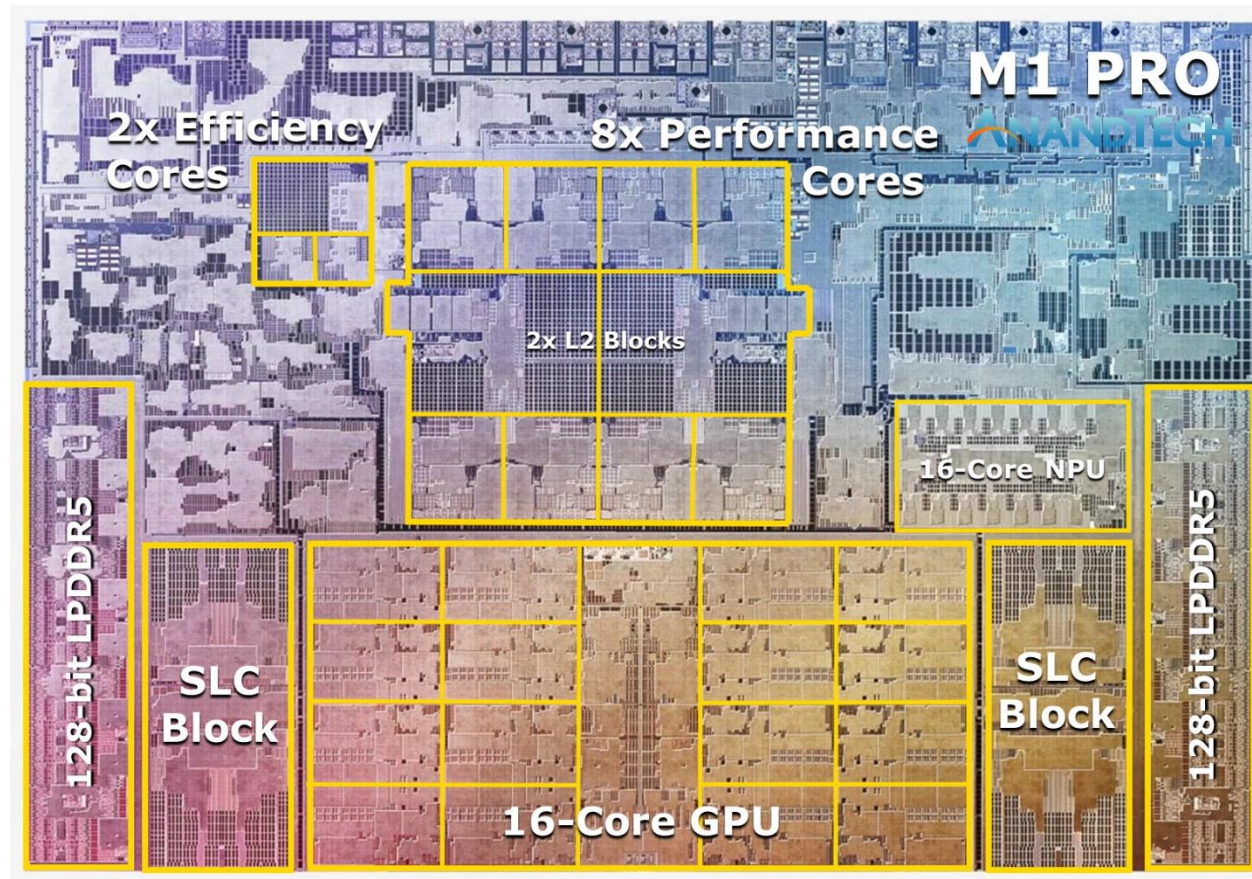 M1 PRO
ANANDTECH
2x Efficiency
Cores
8x Performance
Cores
2x L2 Blocks
16-Core NPU
128-bit LPDDR5
SLC
Block
16-Core GPU
SLC
Block
128-bit LPDDR5